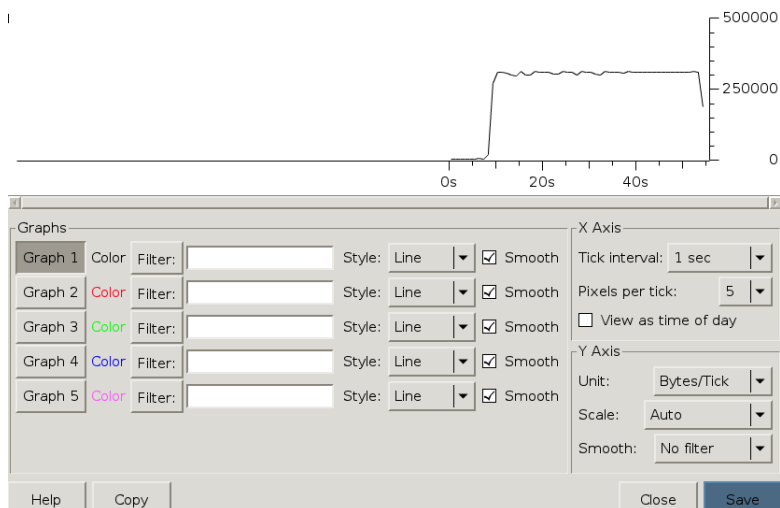 500000
250000
0
0s 20s 40s
Graphs
Graph 1 Color Filter: Style: Line Smooth
Graph 2 Color Filter: Style: Line Smooth
Graph 3 Color Filter: Style: Line Smooth
Graph 4 Color Filter: Style: Line Smooth
Graph 5 Color Filter: Style: Line Smooth
X Axis
Tick interval: 1 sec
Pixels per tick: 5
View as time of day
Y Axis
Unit: Bytes/Tick
Scale: Auto
Smooth: No filter
Help Copy Close Save